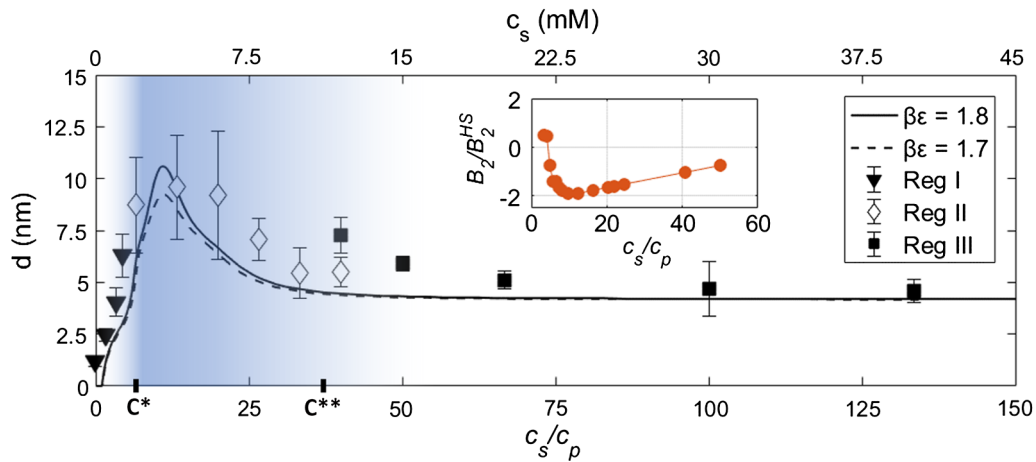 c_s (mM)
0 7.5 15 22.5 30 37.5 45
15
12.5
10
7.5
5
2.5
0
d (nm)
2
0
-2
B_2/B_2^{HS}
0 20 40 60
c_s/c_p
βε = 1.8
βε = 1.7
Reg I
Reg II
Reg III
0 25 50 75 100 125 150
C* C**
c_s/c_p